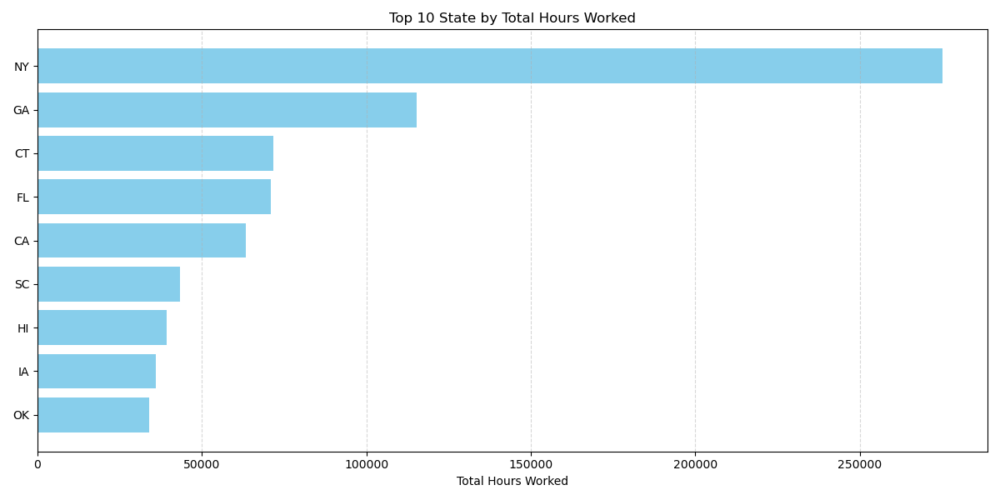 Top 10 State by Total Hours Worked
NY
GA
CT
FL
CA
SC
HI
IA
OK
0 50000 100000 150000 200000 250000
Total Hours Worked